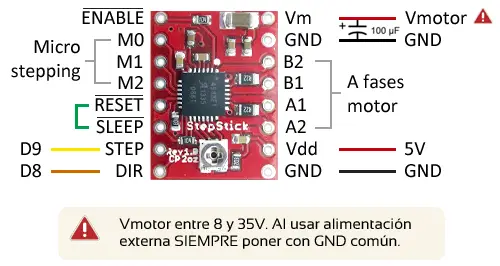 ENABLE
Vm
Vmotor
Micro
stepping
M0
GND
100 µF
GND
M1
B2
M2
B1
A fases
motor
RESET
A1
SLEEP
A2
StepStick
D9
STEP
Vdd
5V
D8
DIR
GND
GND
Vmotor entre 8 y 35V. Al usar alimentación
externa SIEMPRE poner con GND común.